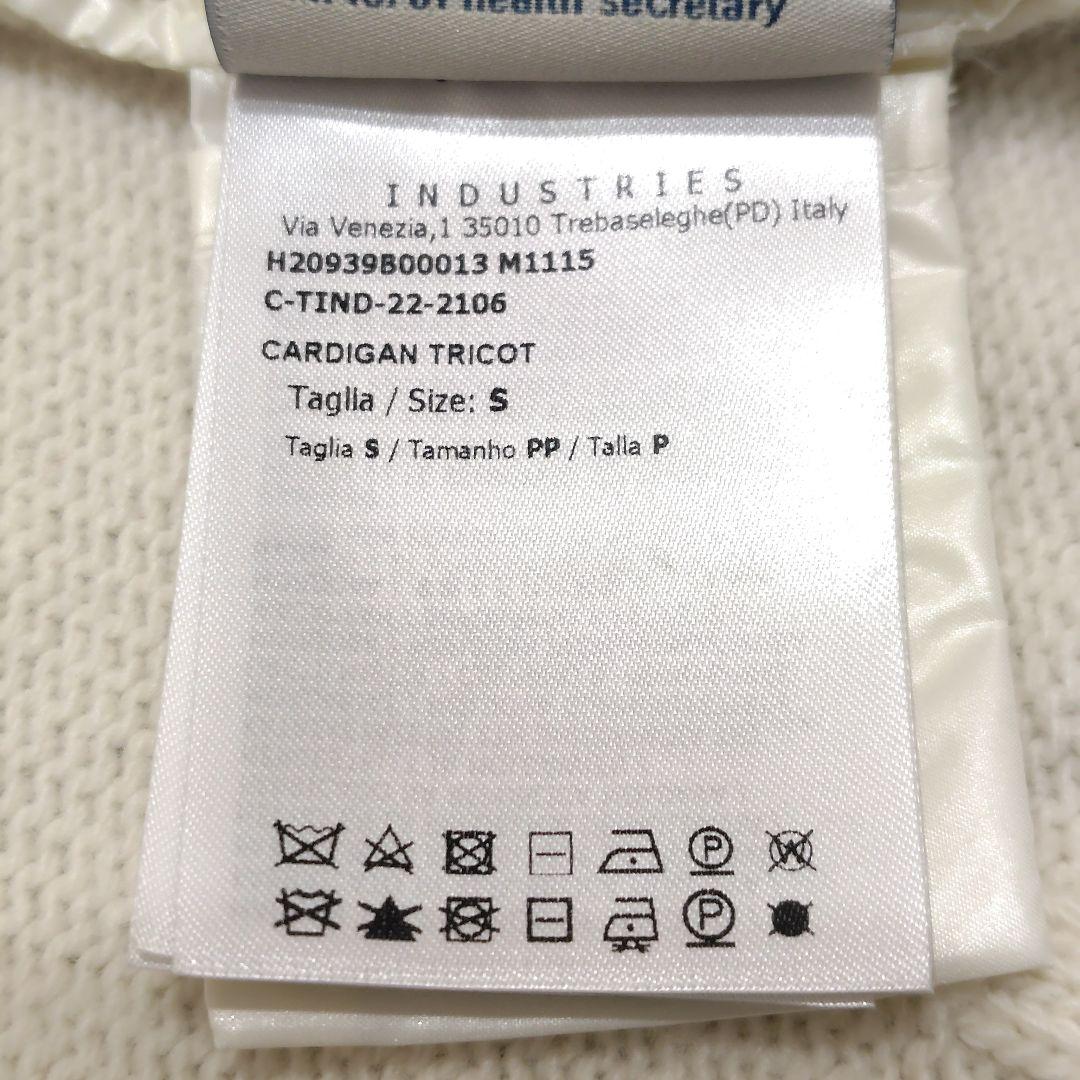 of health secretary
INDUSTRIES
Via Venezia,1 35010 Trebaseleghe(PD) Italy
H20939B00013 M1115
C-TIND-22-2106
CARDIGAN TRICOT
Taglia / Size: S
Taglia S / Tamanho PP / Talla P
P W
P